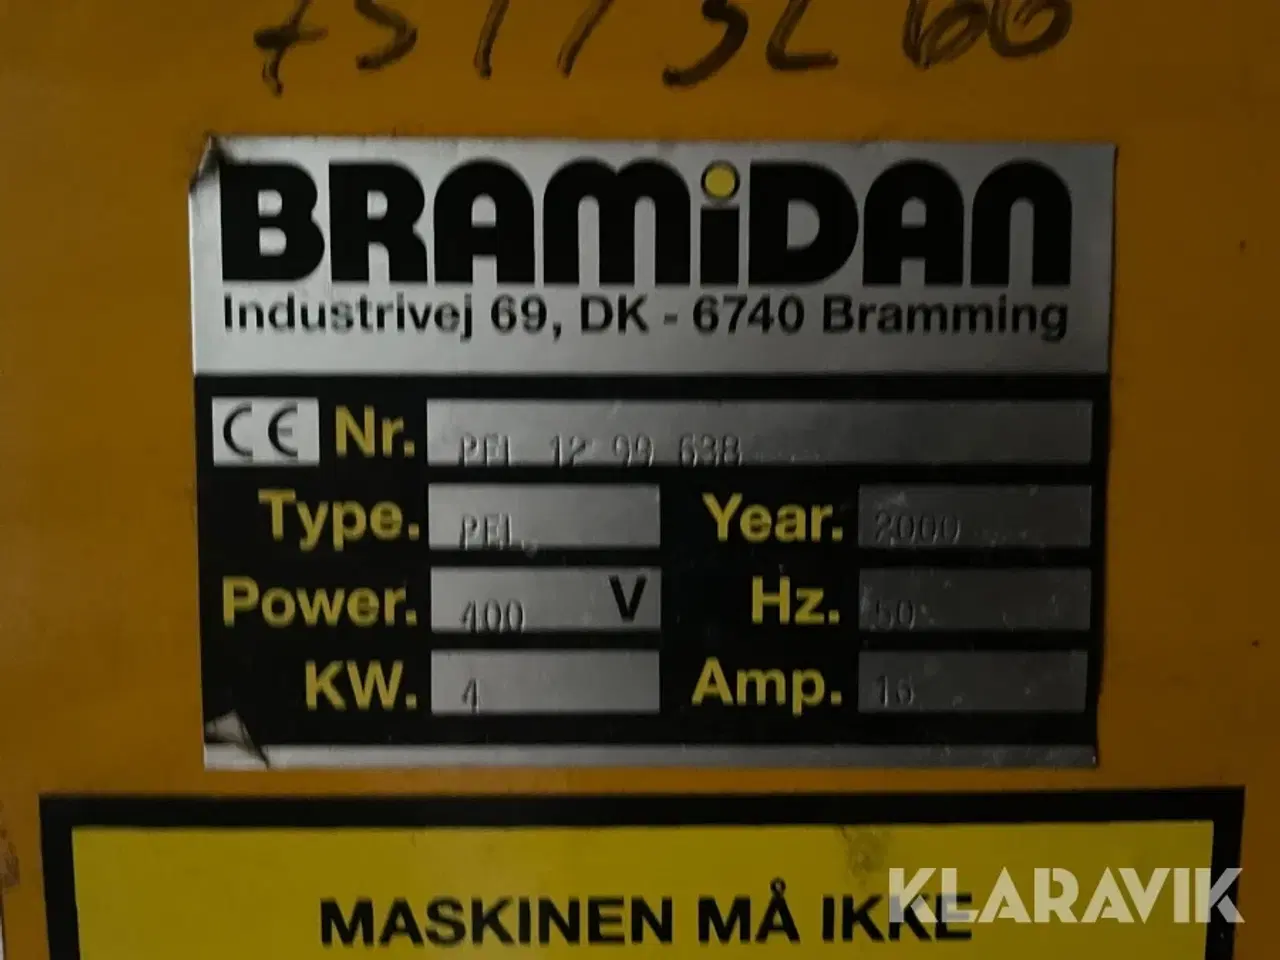 BRAMiDAN
Industrivej 69, DK - 6740 Bramming
CE Nr. PEL 12 99 638
Type. PEL Year. 2000
Power. 400 V Hz. 50
KW. 4 Amp. 16
MASKINEN MÅ IKKE
KLARAVIK